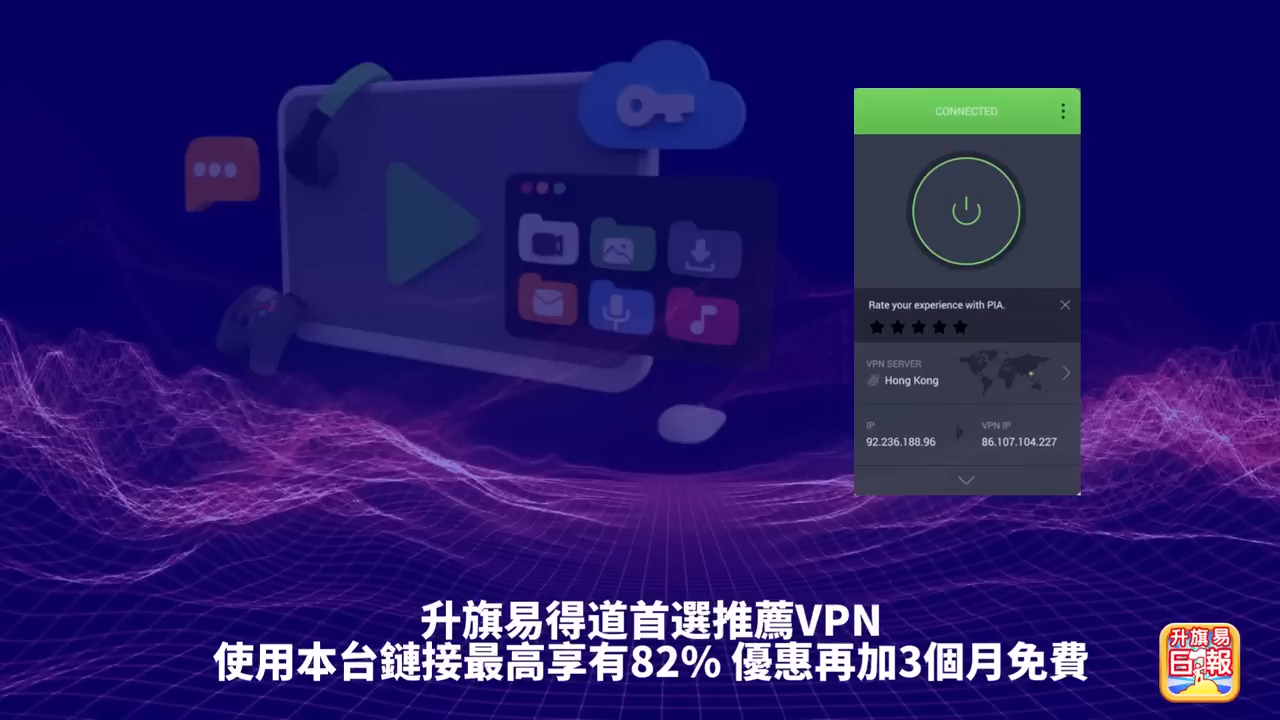 CONNECTED
Rate your experience with PIA.
VPN SERVER
Hong Kong
IP
VPN IP
92.236.188.96
86.107.104.227
升旗易得道首選推薦VPN
使用本台鏈接最高享有82% 優惠再加3個月免費
升旗易
日報